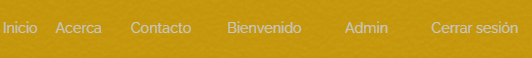 Inicio Acerca Contacto Bienvenido Admin Cerrar sesión